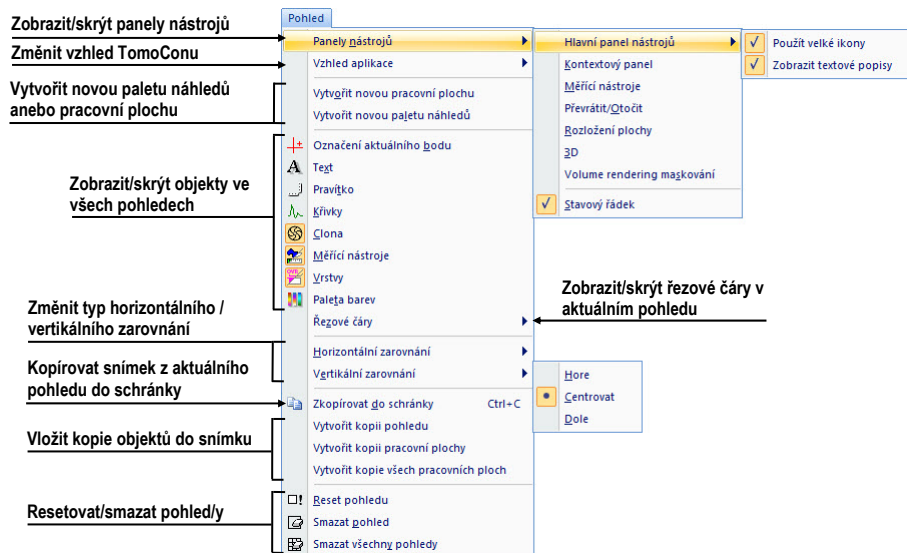 Pohled
Zobrazit/skrýt panely nástrojů
Změnit vzhled TomoConu
Vytvořit novou paletu náhledů
anebo pracovní plochu
Zobrazit/skrýt objekty ve
všech pohledech
Změnit typ horizontálního /
vertikálního zarovnání
Kopírovat snímek z aktuálního
pohledu do schránky
Vložit kopie objektů do snímku
Resetovat/smazat pohled/y
Panely nástrojů
Vzhled aplikace
Vytvořit novou pracovní plochu
Vytvořit novou paletu náhledů
Označení aktuálního bodu
Text
Pravítko
Křivky
Clona
Měřící nástroje
Vrstvy
Paleta barev
Řezové čáry
Horizontální zarovnání
Vertikální zarovnání
Zkopírovat do schránky Ctrl+C
Vytvořit kopii pohledu
Vytvořit kopii pracovní plochy
Vytvořit kopie všech pracovních ploch
Reset pohledu
Smazat pohled
Smazat všechny pohledy
Hlavní panel nástrojů
Kontextový panel
Měřící nástroje
Převrátit/Otočit
Rozložení plochy
3D
Volume rendering maskování
Stavový řádek
Použít velké ikony
Zobrazit textové popisy
Zobrazit/skrýt řezové čáry v
aktuálním pohledu
Hore
Centrovat
Dole